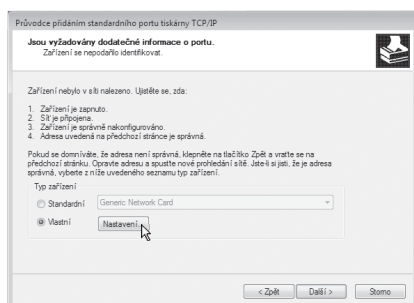 Průvodce přidáním standardního portu tiskárny TCP/IP
Jsou vyžadovány dodatečné informace o portu.
Zařízení se nepodařilo identifikovat.
Zařízení nebylo v síti nalezeno. Ujistěte se, zda:
1. Zařízení je zapnuto.
2. Síť je připojena.
3. Zařízení je správně nakonfigurováno.
4. Adresa uvedená na předchozí stránce je správná.
Pokud se domníváte, že adresa není správná, klepněte na tlačítko Zpět a vraťte se na
předchozí stránku. Opravte adresu a spusťte nové prohledání sítě. Jste-li si jisti, že je adresa
správná, vyberte z níže uvedeného seznamu typ zařízení.
Typ zařízení
Standardní Generic Network Card
Vlastní Nastavení...
< Zpět Další > Storno